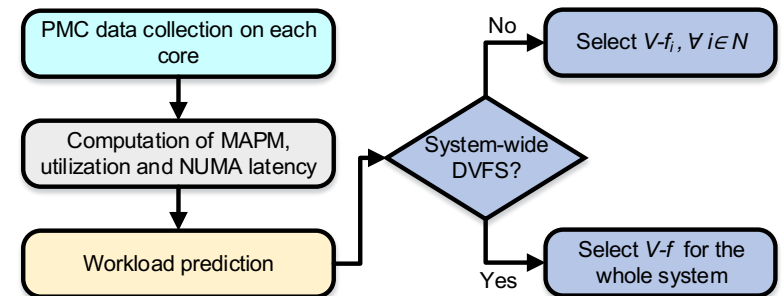 PMC data collection on each
core
Computation of MAPM,
utilization and NUMA latency
Workload prediction
System-wide
DVFS?
No
Select V-fᵢ, ∀ i∈ N
Yes
Select V-f for the
whole system